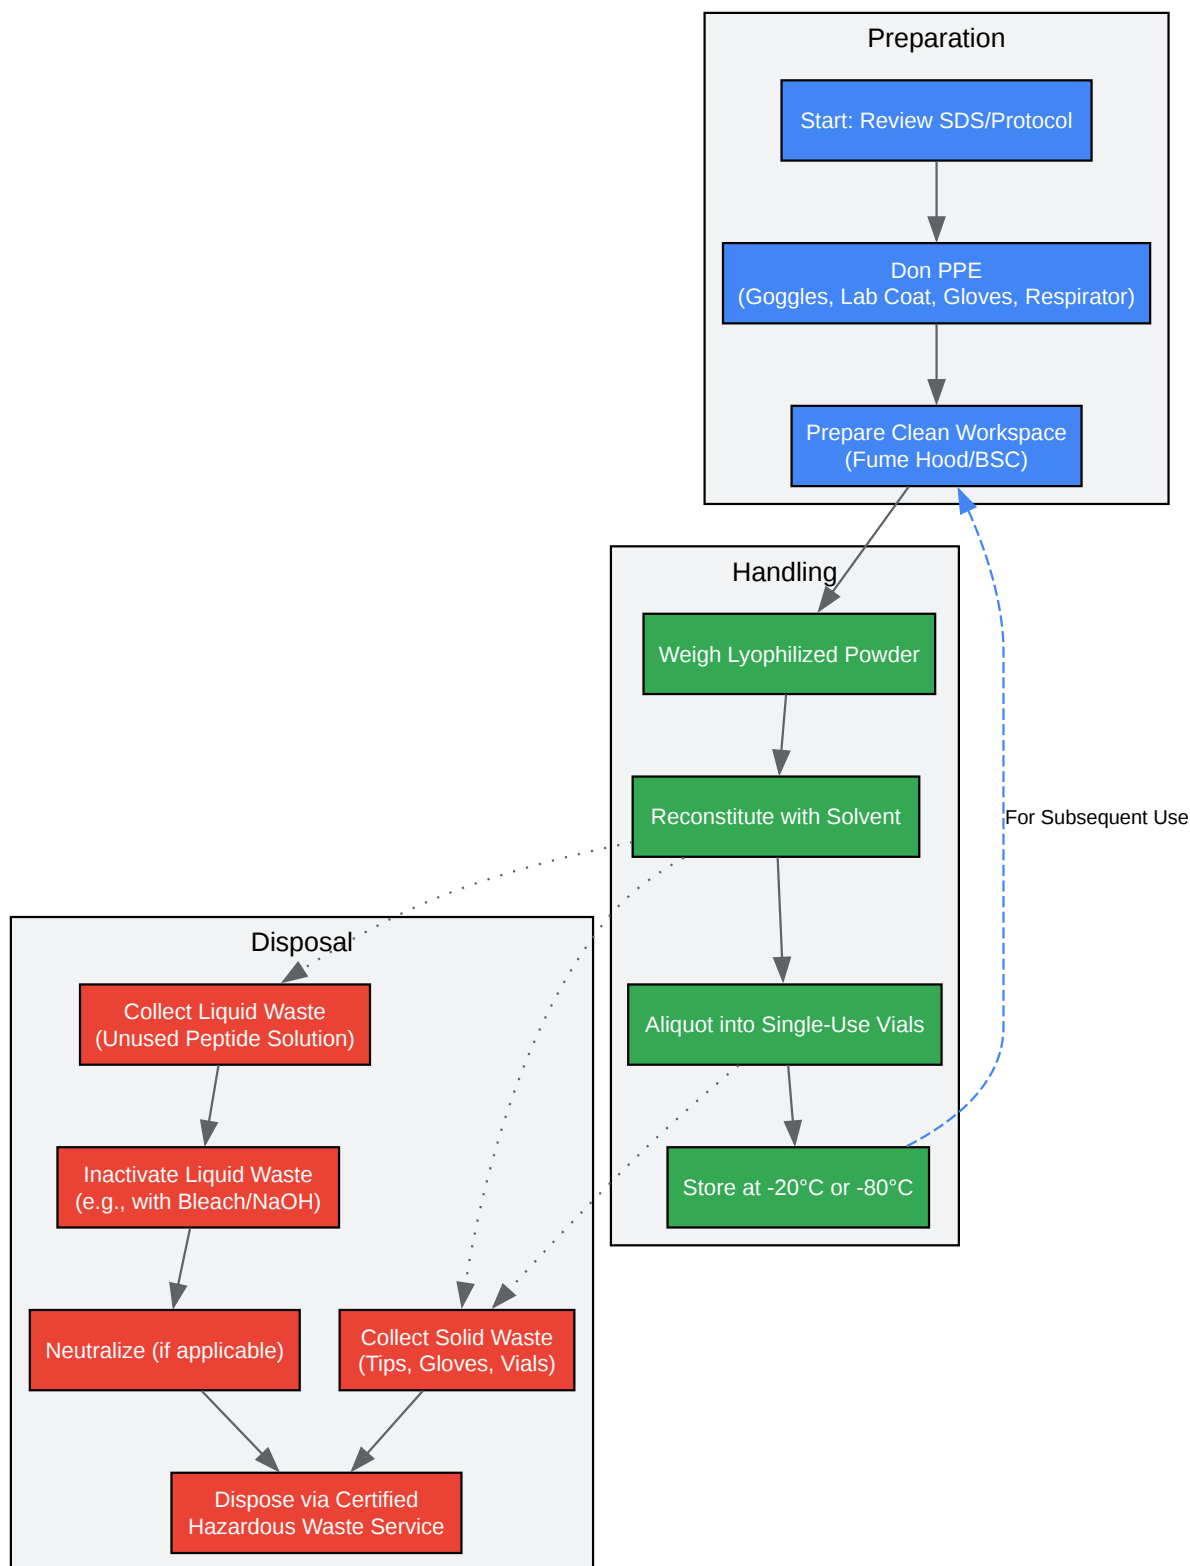 Preparation
Start: Review SDS/Protocol
Don PPE
(Goggles, Lab Coat, Gloves, Respirator)
Prepare Clean Workspace
(Fume Hood/BSC)
Handling
Weigh Lyophilized Powder
Reconstitute with Solvent
For Subsequent Use
Aliquot into Single-Use Vials
Store at -20°C or -80°C
Disposal
Collect Liquid Waste
(Unused Peptide Solution)
Inactivate Liquid Waste
(e.g., with Bleach/NaOH)
Neutralize (if applicable)
Collect Solid Waste
(Tips, Gloves, Vials)
Dispose via Certified
Hazardous Waste Service